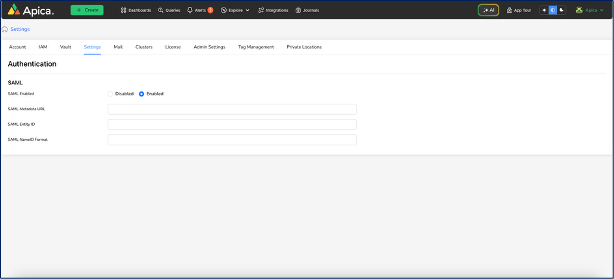 Apica.
+ Create
Dashboards Queries Alerts Explore Integrations Journals
AI
App Tour
Apica
Settings
Account IAM Vault Settings Mail Clusters License Admin Settings Tag Management Private Locations
Authentication
SAML
SAML Enabled Disabled Enabled
SAML Metadata URL
SAML Entity ID
SAML NameID Format